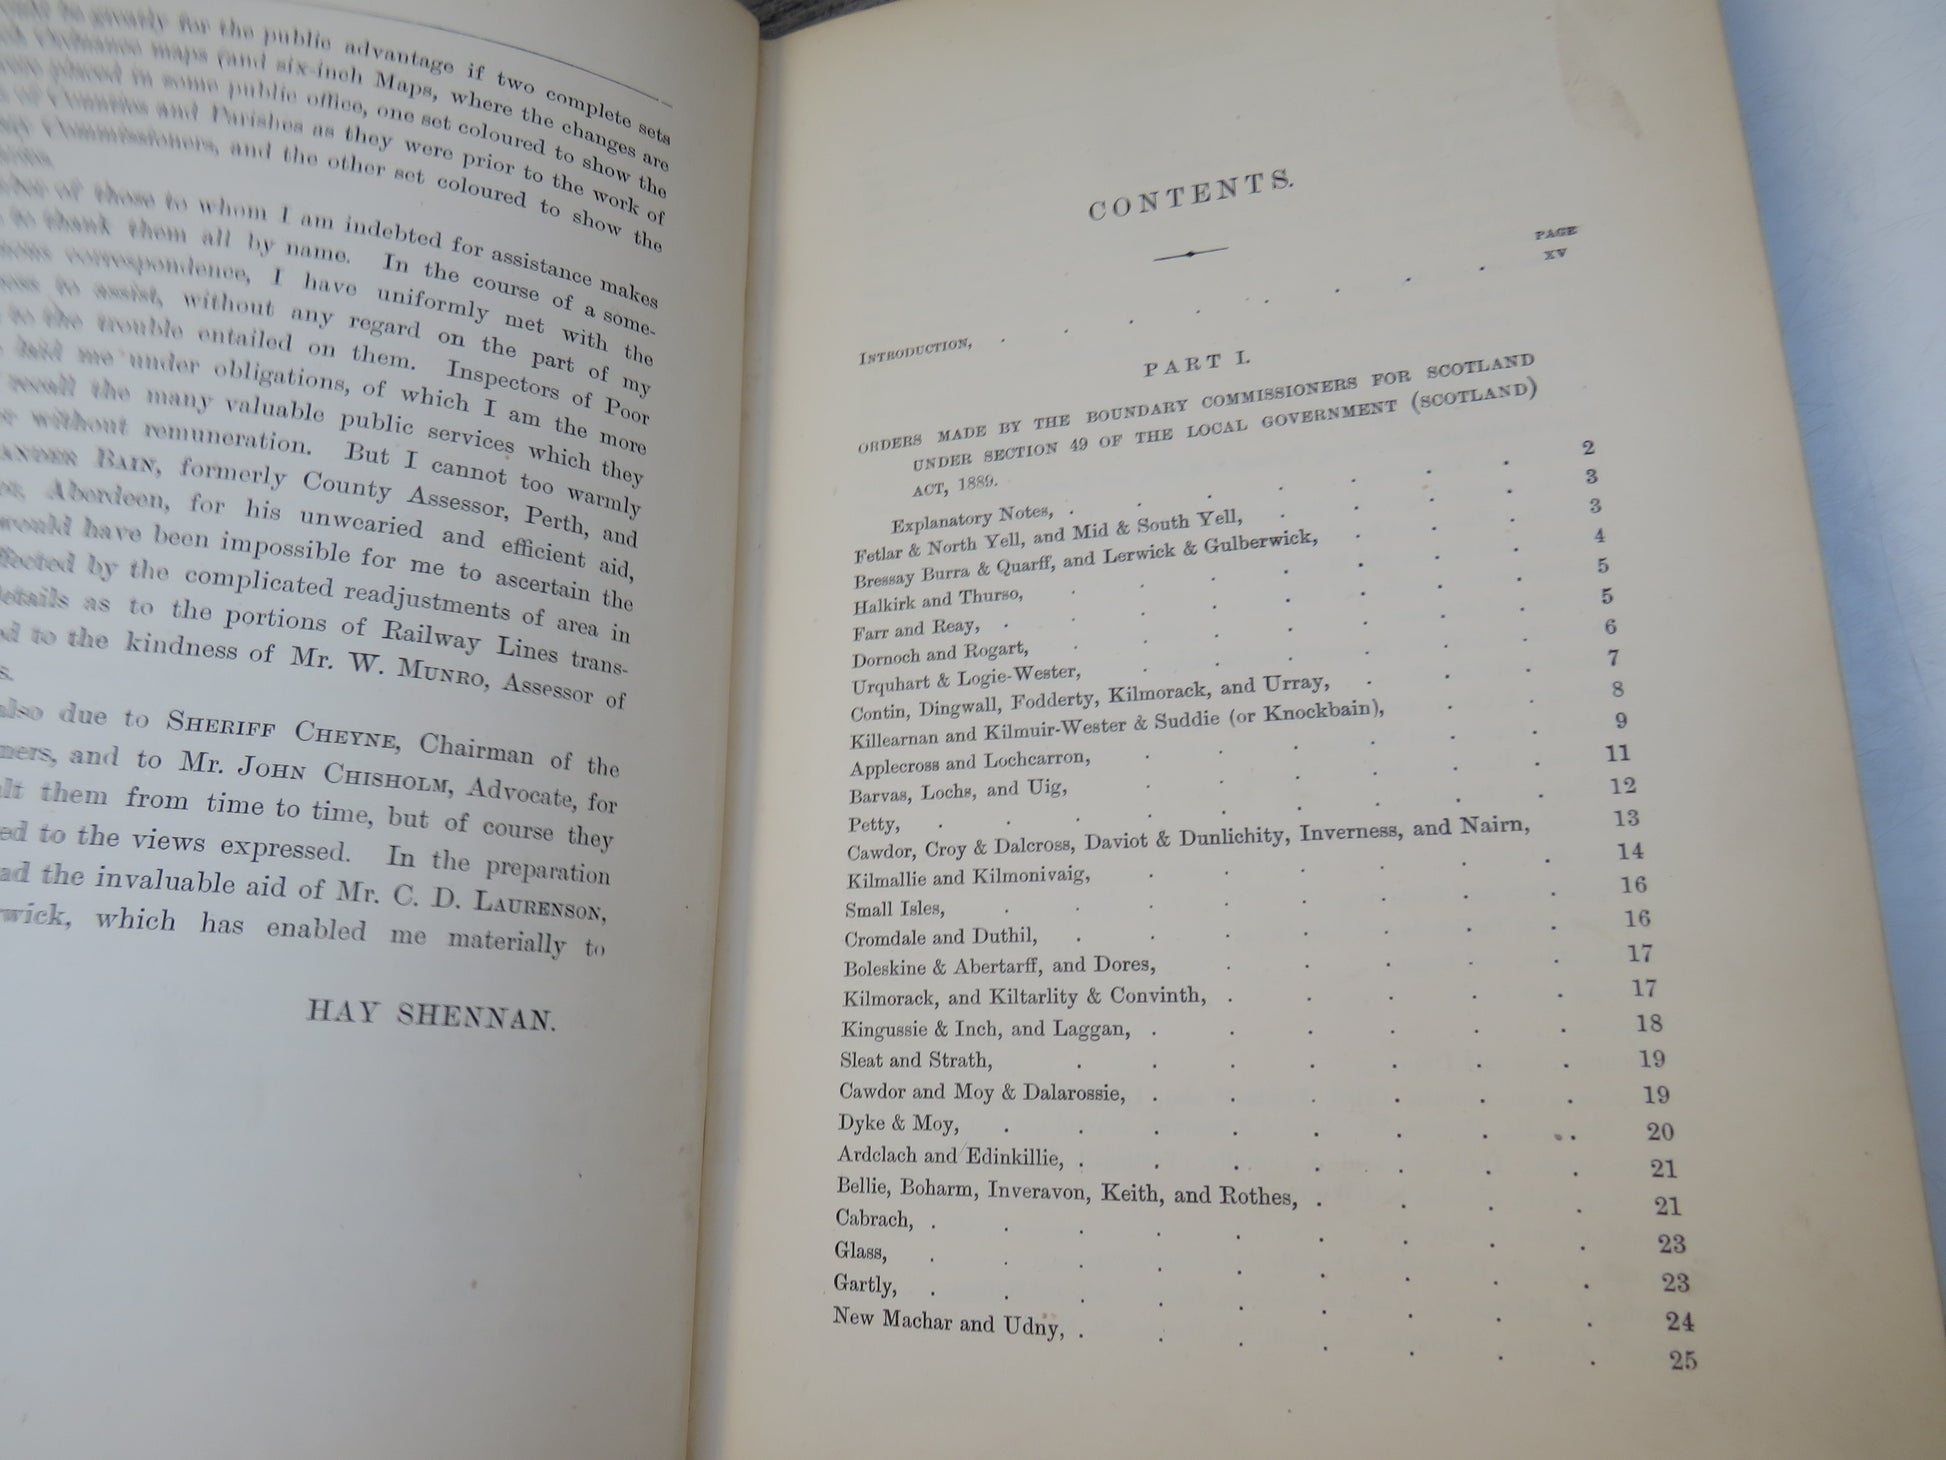 be greatly for the public advantage if two complete sets
Ordnance maps (and six-inch Maps, where the changes are
placed in some public office, one set coloured to show the
of Counties and Parishes as they were prior to the work of
Commissioners, and the other set coloured to show the
of those to whom I am indebted for assistance makes
to thank them all by name. In the course of a some-
correspondence, I have uniformly met with the
to assist, without any regard on the part of my
to the trouble entailed on them. Inspectors of Poor
laid me under obligations, of which I am the more
recall the many valuable public services which they
without remuneration. But I cannot too warmly
ANDER BAIN, formerly County Assessor, Perth, and
Aberdeen, for his unwearied and efficient aid,
would have been impossible for me to ascertain the
ffected by the complicated readjustments of area in
details as to the portions of Railway Lines trans-
to the kindness of Mr. W. MUNRO, Assessor of
s.
also due to SHERIFF CHEYNE, Chairman of the
ners, and to Mr. JOHN CHISHOLM, Advocate, for
lt them from time to time, but of course they
ed to the views expressed. In the preparation
ad the invaluable aid of Mr. C. D. LAURENSON,
rwick, which has enabled me materially to
HAY SHENNAN.
CONTENTS.
PAGE
INTRODUCTION, . . . . . . . . XV
PART I.
ORDERS MADE BY THE BOUNDARY COMMISSIONERS FOR SCOTLAND
UNDER SECTION 49 OF THE LOCAL GOVERNMENT (SCOTLAND)
ACT, 1889.
Explanatory Notes, . . . . . . . 2
Fetlar & North Yell, and Mid & South Yell, . . . . 3
Bressay Burra & Quarff, and Lerwick & Gulberwick, . . . 3
Halkirk and Thurso, . . . . . . . 4
Farr and Reay, . . . . . . . . 5
Dornoch and Rogart, . . . . . . . 5
Urquhart & Logie-Wester, . . . . . . 6
Contin, Dingwall, Fodderty, Kilmorack, and Urray, . . . 7
Killearnan and Kilmuir-Wester & Suddie (or Knockbain), . . 8
Applecross and Lochcarron, . . . . . . 9
Barvas, Lochs, and Uig, . . . . . . 11
Petty, . . . . . . . . . 12
Cawdor, Croy & Dalcross, Daviot & Dunlichity, Inverness, and Nairn, 13
Kilmallie and Kilmonivaig, . . . . . . 14
Small Isles, . . . . . . . . 16
Cromdale and Duthil, . . . . . . . 16
Boleskine & Abertarff, and Dores, . . . . . 17
Kilmorack, and Kiltarlity & Convinth, . . . . . 17
Kingussie & Inch, and Laggan, . . . . . . 18
Sleat and Strath, . . . . . . . 19
Cawdor and Moy & Dalarossie, . . . . . . 19
Dyke & Moy, . . . . . . . . 20
Ardclach and Edinkillie, . . . . . . . 21
Bellie, Boharm, Inveravon, Keith, and Rothes, . . . . 21
Cabrach, . . . . . . . . . 23
Glass, . . . . . . . . . 23
Gartly, . . . . . . . . . 24
New Machar and Udny, . . . . . . . 25